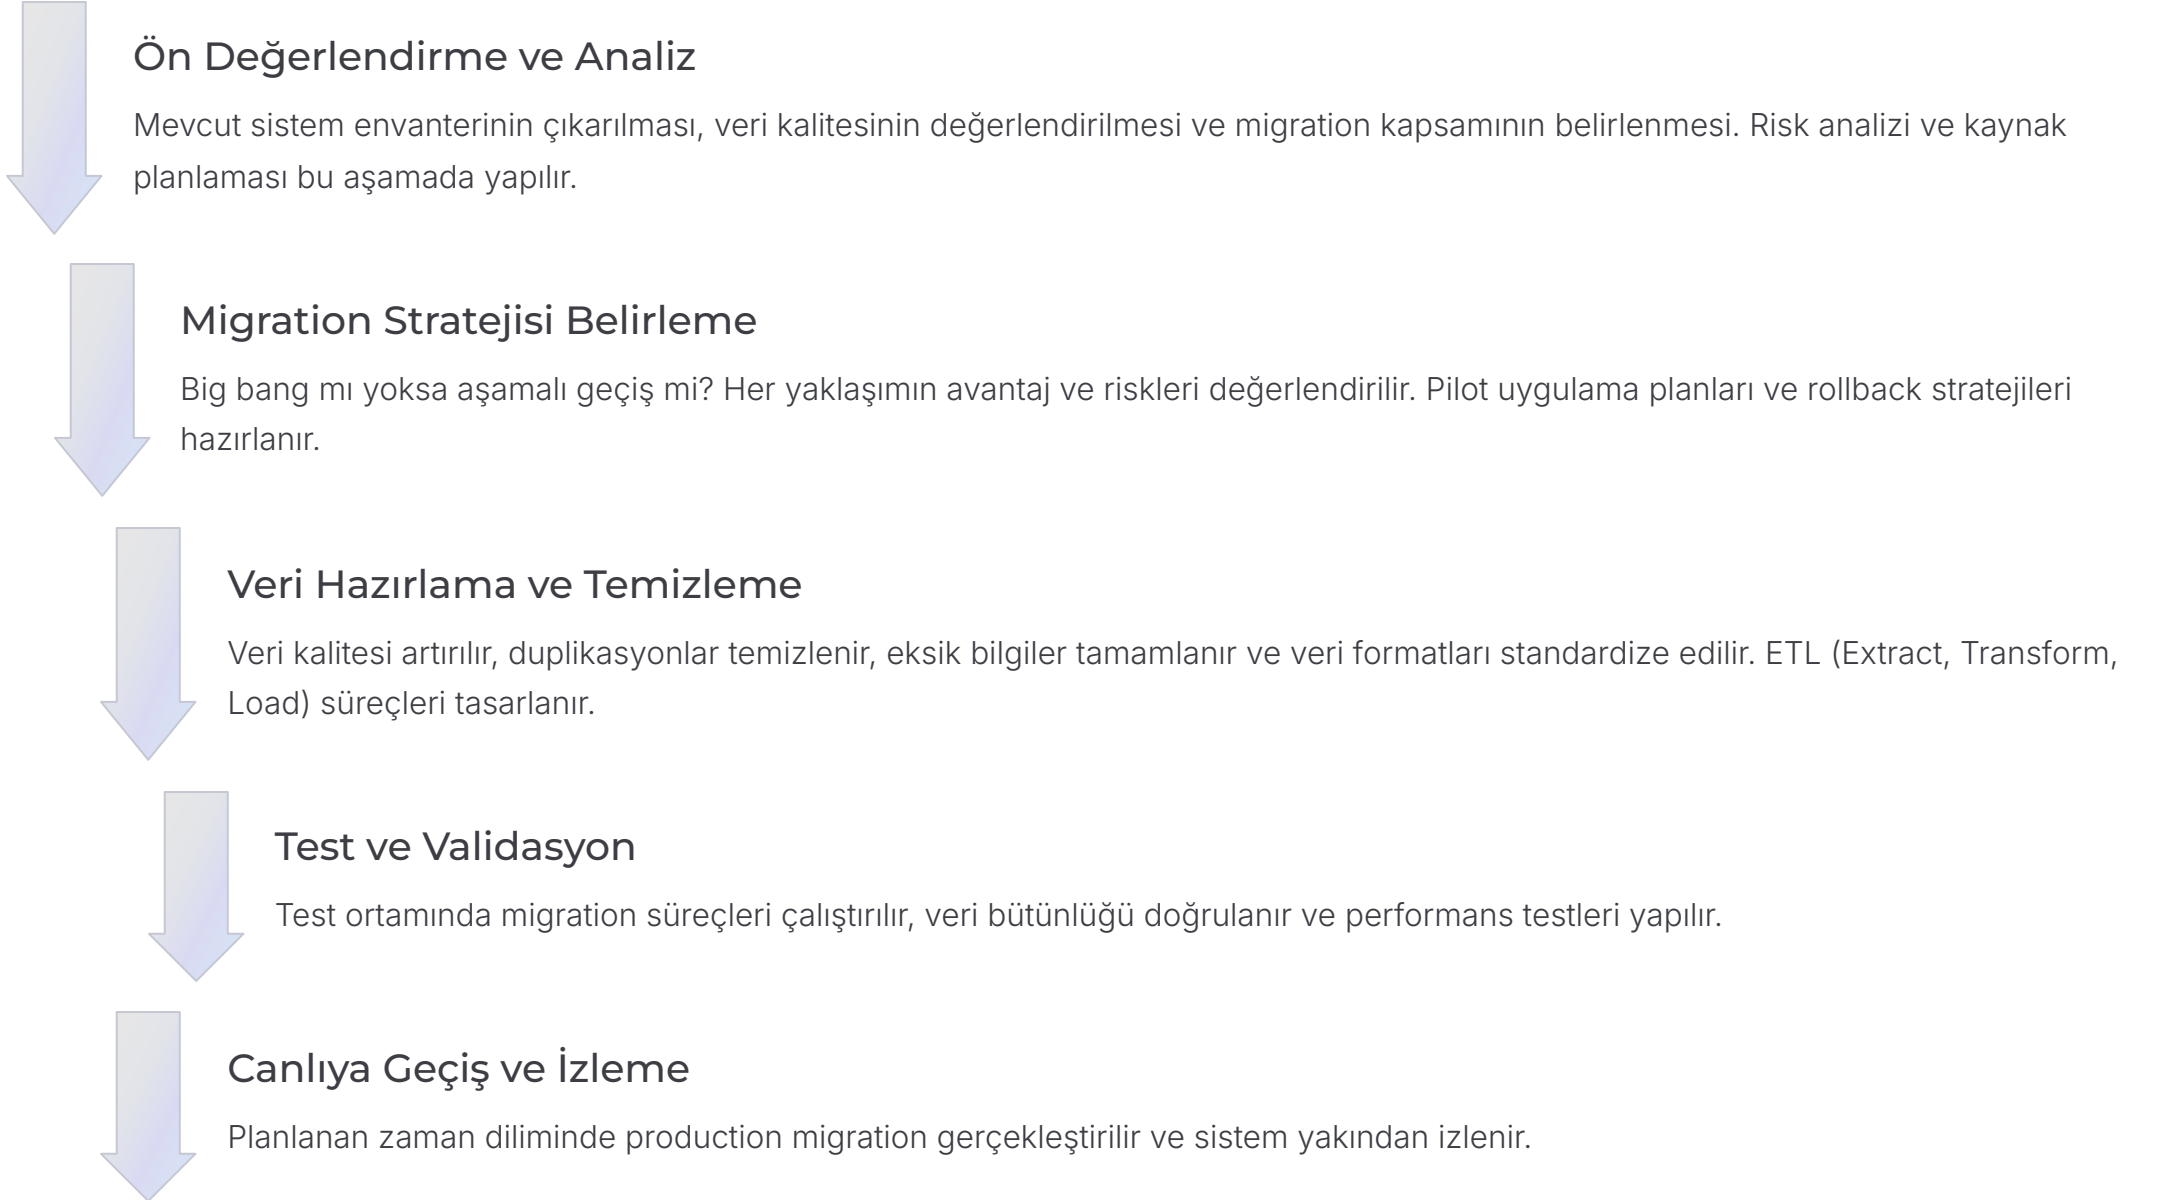 Ön Değerlendirme ve Analiz
Mevcut sistem envanterinin çıkarılması, veri kalitesinin değerlendirilmesi ve migration kapsamının belirlenmesi. Risk analizi ve kaynak
planlaması bu aşamada yapılır.
Migration Stratejisi Belirleme
Big bang mı yoksa aşamalı geçiş mi? Her yaklaşımın avantaj ve riskleri değerlendirilir. Pilot uygulama planları ve rollback stratejileri
hazırlanır.
Veri Hazırlama ve Temizleme
Veri kalitesi artırılır, duplikasyonlar temizlenir, eksik bilgiler tamamlanır ve veri formatları standardize edilir. ETL (Extract, Transform,
Load) süreçleri tasarlanır.
Test ve Validasyon
Test ortamında migration süreçleri çalıştırılır, veri bütünlüğü doğrulanır ve performans testleri yapılır.
Canlıya Geçiş ve İzleme
Planlanan zaman diliminde production migration gerçekleştirilir ve sistem yakından izlenir.